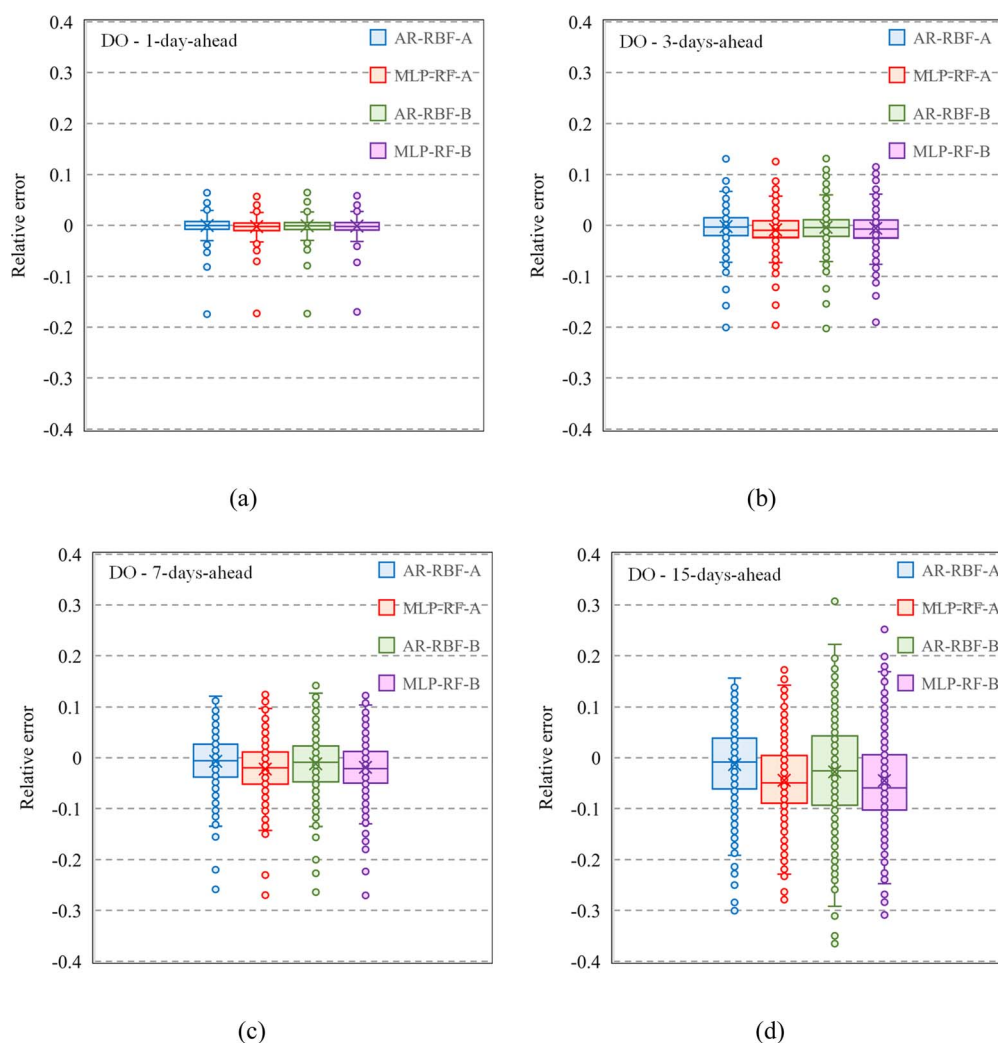 DO - 1-day-ahead
AR-RBF-A
MLP-RF-A
AR-RBF-B
MLP-RF-B
Relative error
0.4
0.3
0.2
0.1
0
-0.1
-0.2
-0.3
-0.4
(a)
DO - 3-days-ahead
AR-RBF-A
MLP-RF-A
AR-RBF-B
MLP-RF-B
Relative error
0.4
0.3
0.2
0.1
0
-0.1
-0.2
-0.3
-0.4
(b)
DO - 7-days-ahead
AR-RBF-A
MLP-RF-A
AR-RBF-B
MLP-RF-B
Relative error
0.4
0.3
0.2
0.1
0
-0.1
-0.2
-0.3
-0.4
(c)
DO - 15-days-ahead
AR-RBF-A
MLP-RF-A
AR-RBF-B
MLP-RF-B
Relative error
0.4
0.3
0.2
0.1
0
-0.1
-0.2
-0.3
-0.4
(d)